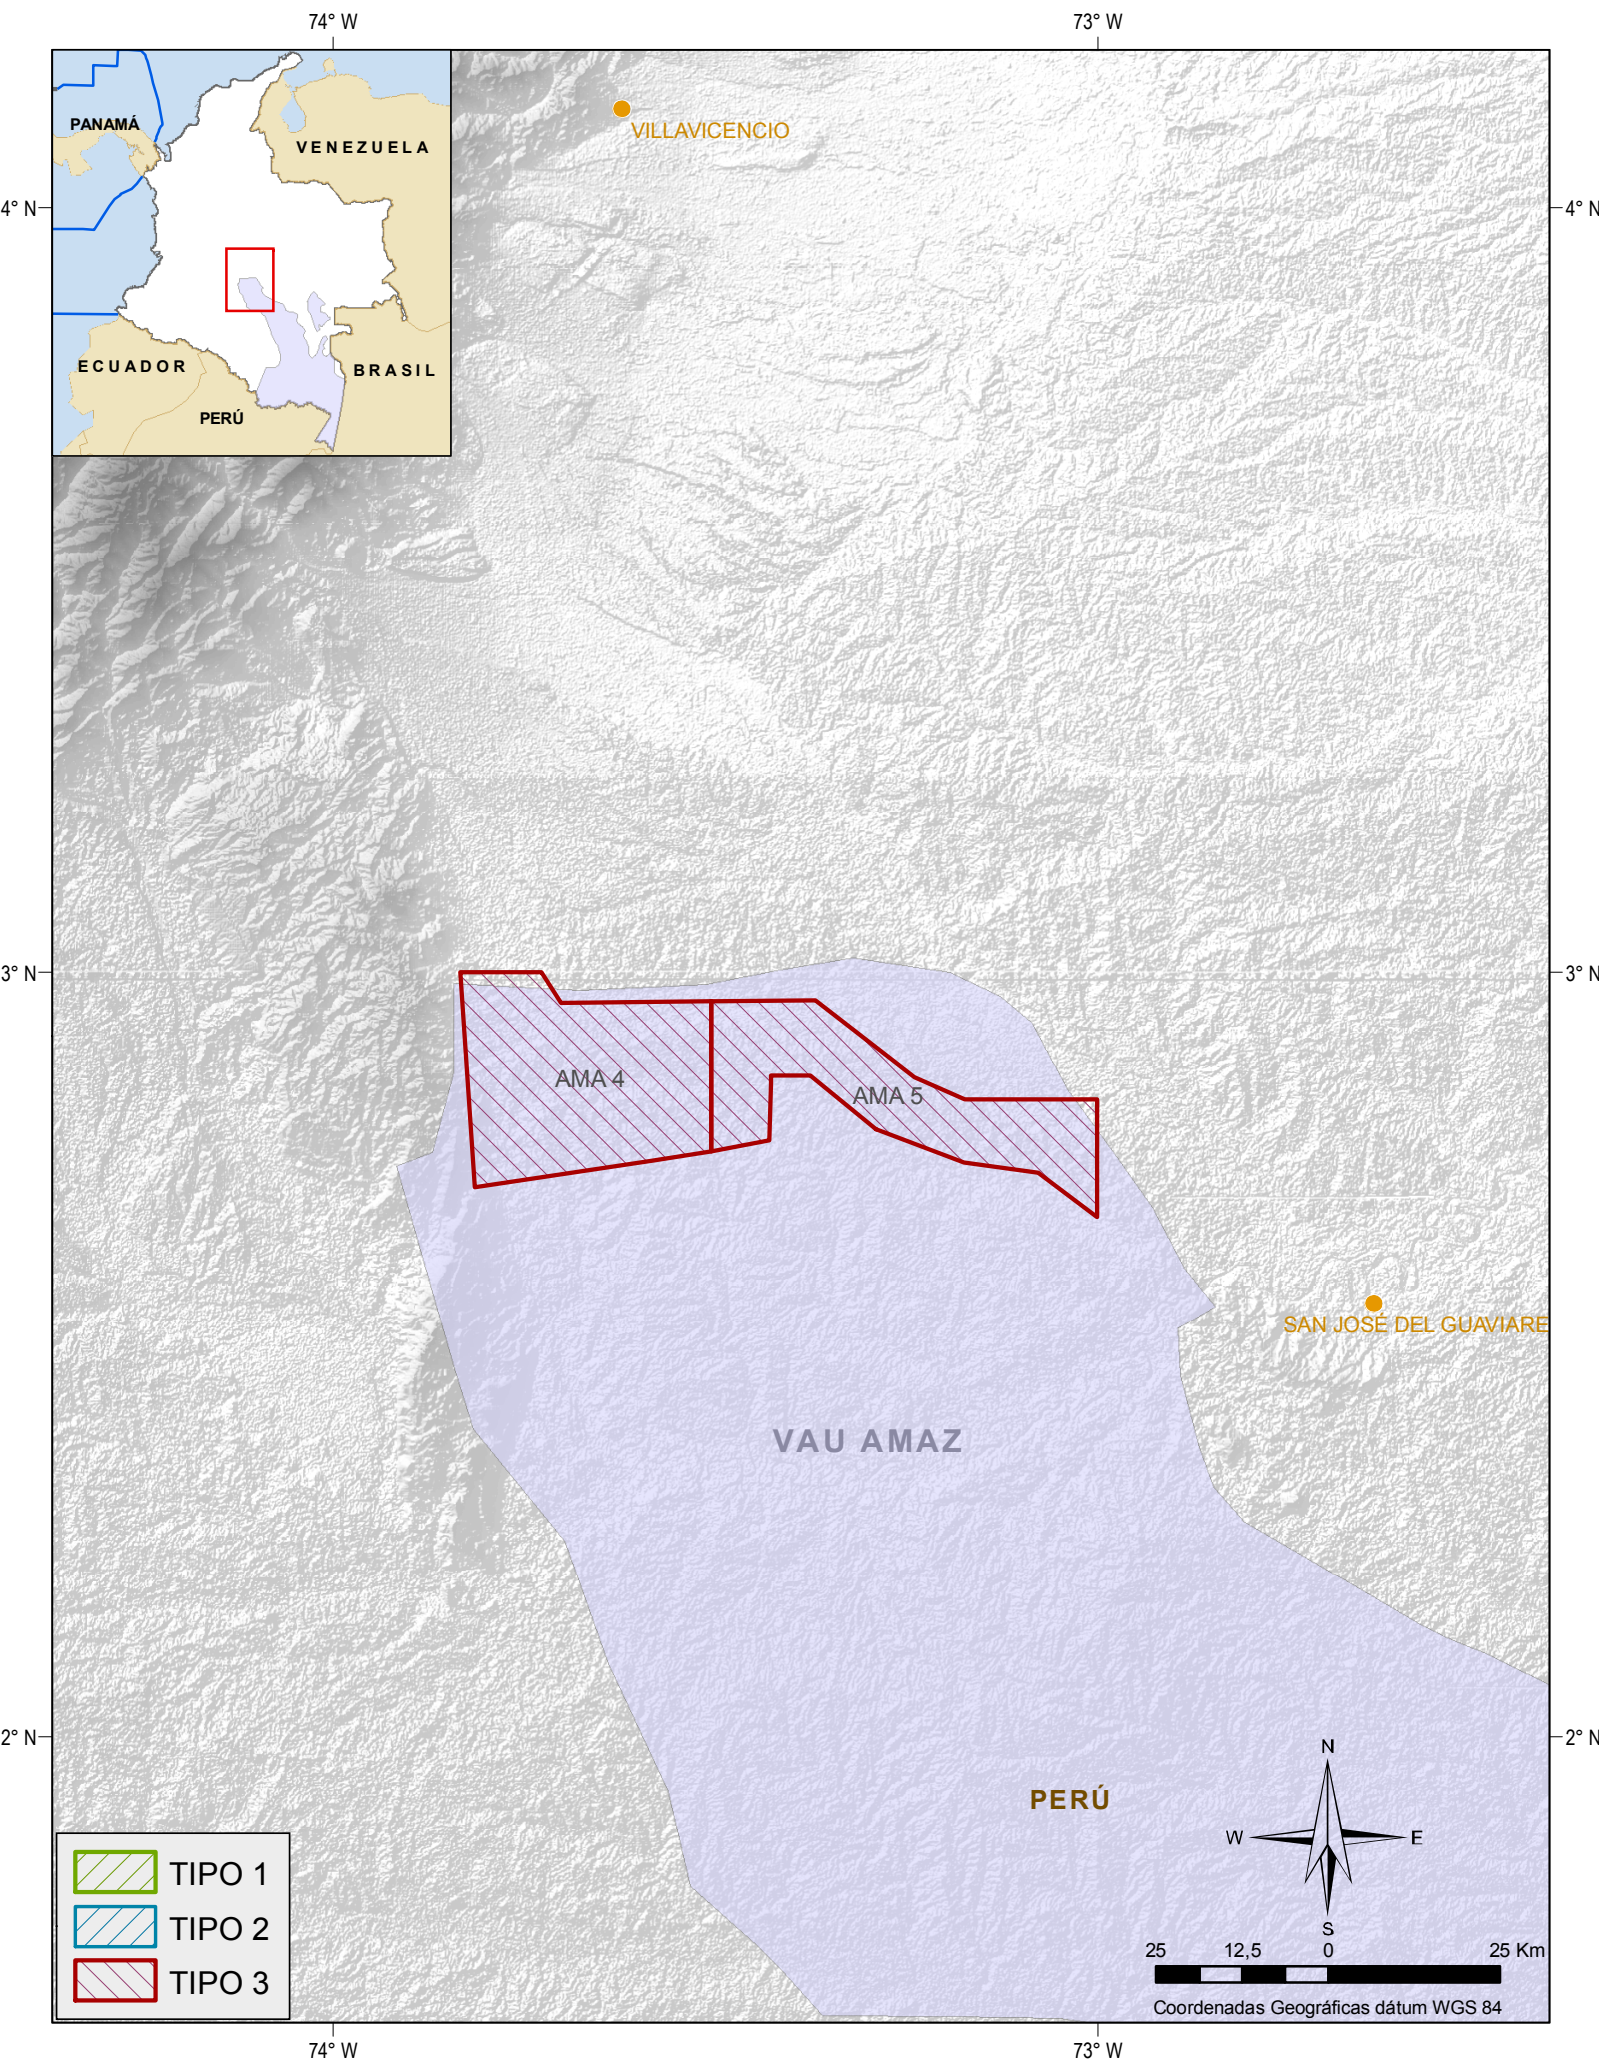 74° W
73° W
PANAMÁ
VENEZUELA
ECUADOR
BRASIL
PERÚ
VILLAVICENCIO
4° N
4° N
3° N
3° N
AMA 4
AMA 5
SAN JOSÉ DEL GUAVIARE
VAU AMAZ
2° N
2° N
PERÚ
N
W
E
S
TIPO 1
TIPO 2
TIPO 3
25 12,5 0 25 Km
Coordenadas Geográficas dátum WGS 84
74° W
73° W